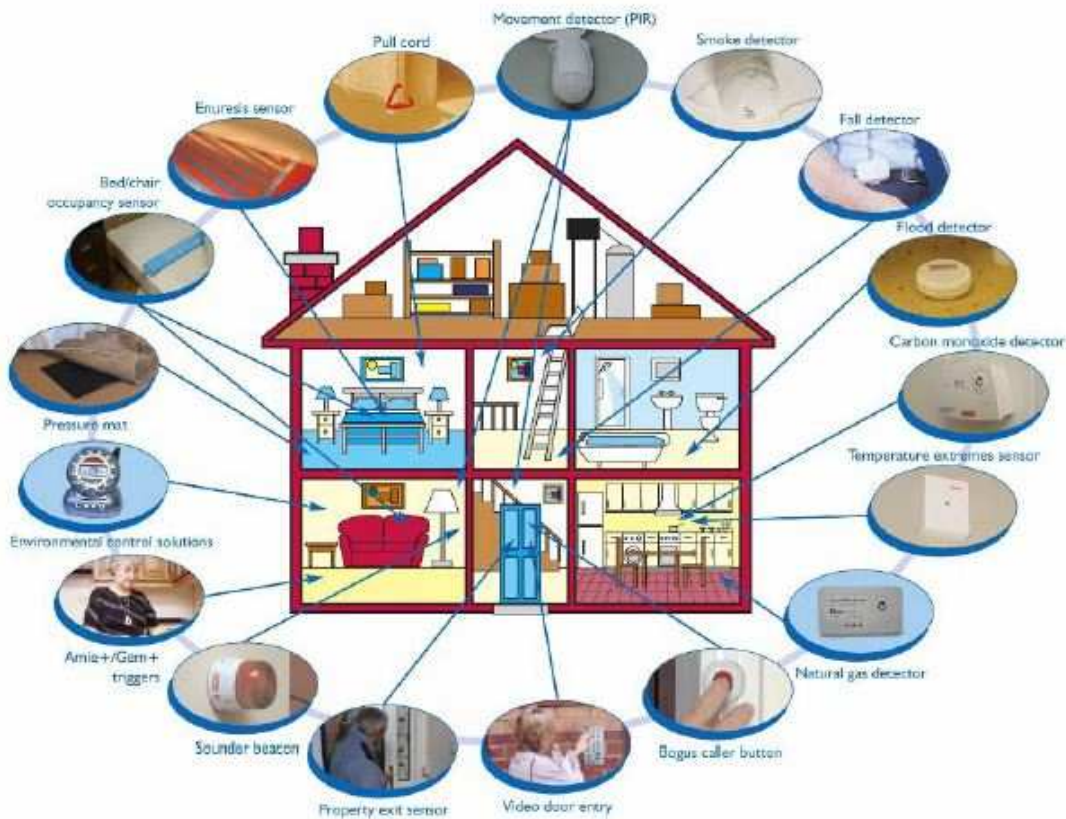 Movement detector (PIR)
Pull cord
Smoke detector
Enuresis sensor
Fall detector
Bed/chair
occupancy sensor
Flood detector
Carbon monoxide detector
Pressure mat
Temperature extremes sensor
Environmental control solutions
Amie+/Gem+
triggers
Natural gas detector
Sounder beacon
Bogus caller button
Property exit sensor
Video door entry